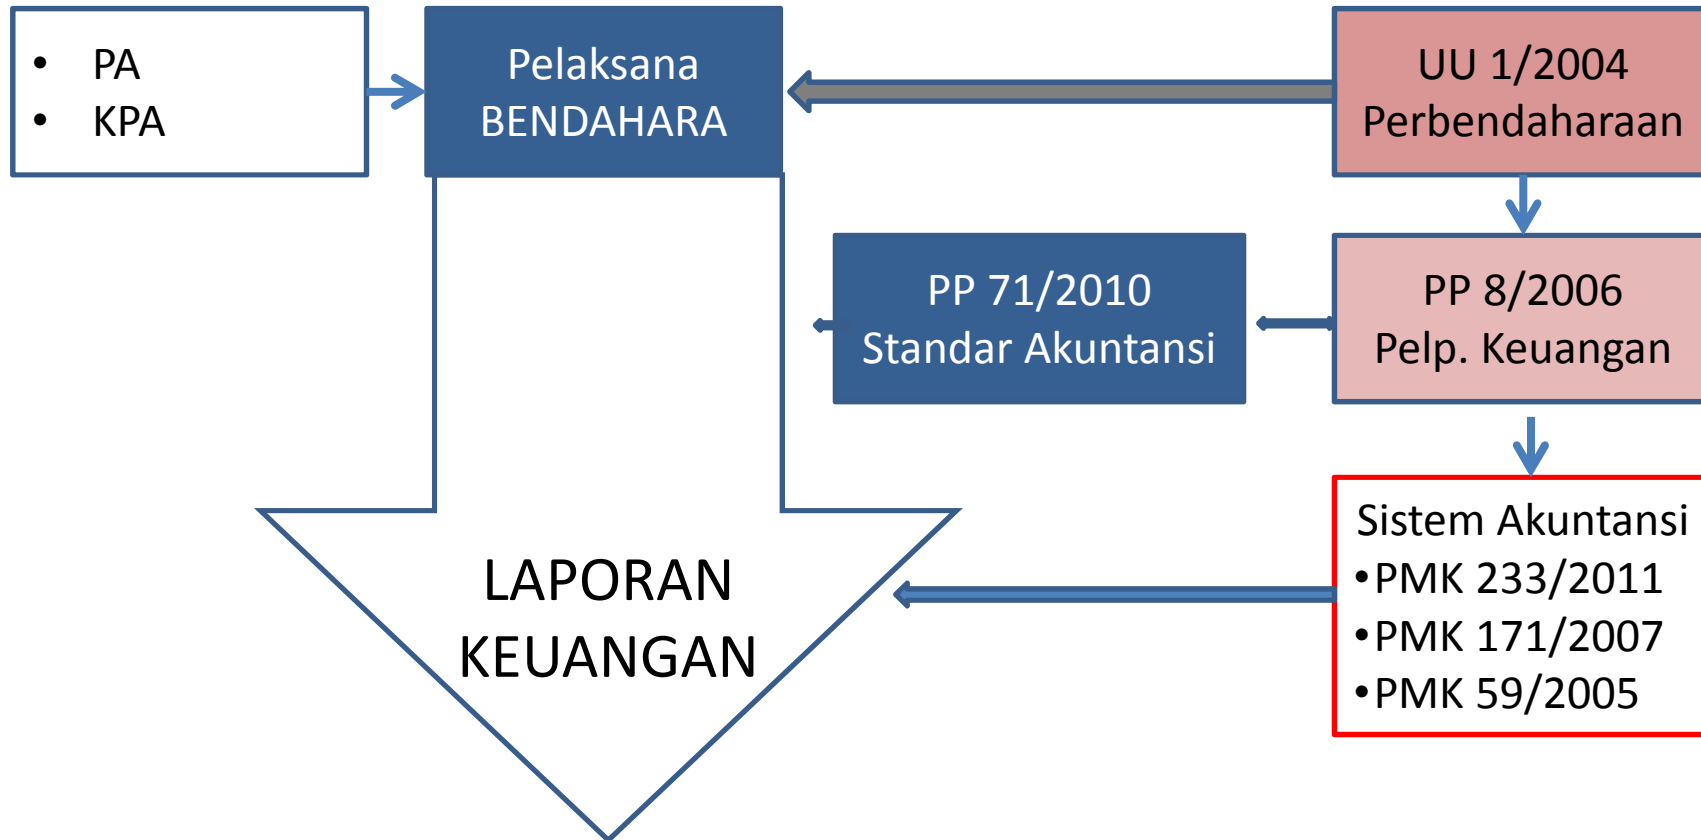 • PA
• KPA
Pelaksana
BENDAHARA
UU 1/2004
Perbendaharaan
PP 71/2010
Standar Akuntansi
PP 8/2006
Pelp. Keuangan
LAPORAN
KEUANGAN
Sistem Akuntansi
•PMK 233/2011
•PMK 171/2007
•PMK 59/2005